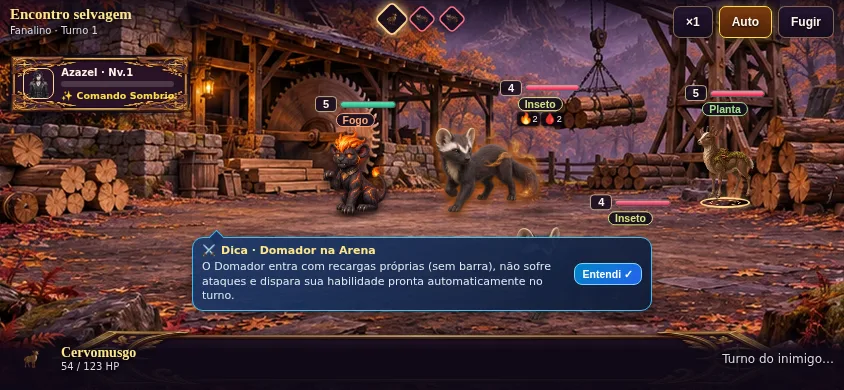 Encontro selvagem
Fanalino · Turno 1
×1
Auto
Fugir
Azazel · Nv.1
✨ Comando Sombrio
5
Fogo
4
Inseto
2
2
5
Planta
4
Inseto
⚔️ Dica · Domador na Arena
O Domador entra com recargas próprias (sem barra), não sofre
ataques e dispara sua habilidade pronta automaticamente no
turno.
Entendi ✓
Cervomusgo
54 / 123 HP
Turno do inimigo...